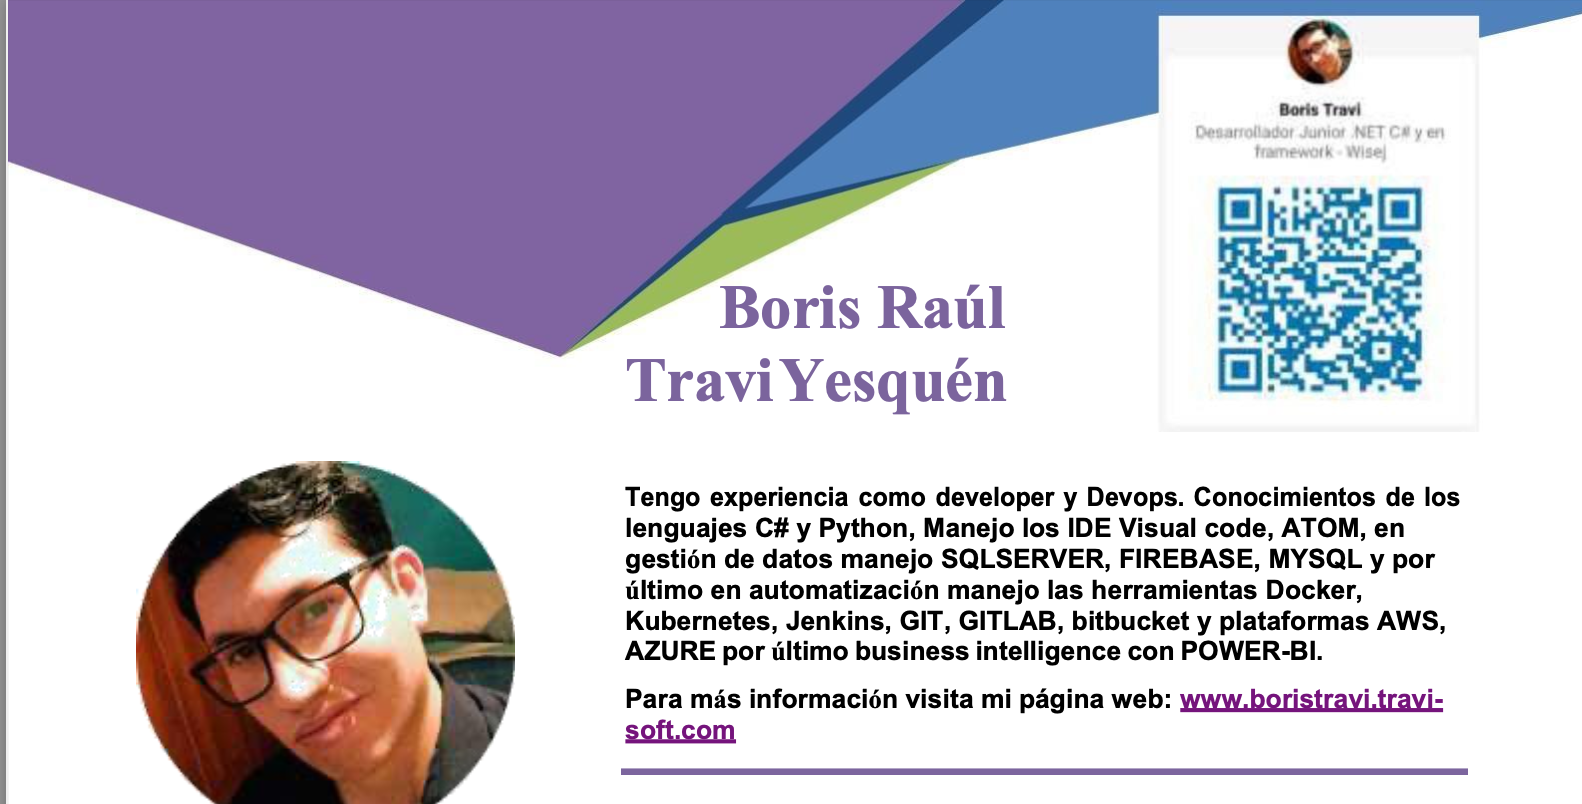 Boris Travi
Desarrollador Junior .NET C# y en
framework - Wisej
Boris Raúl
Travi Yesquén
Tengo experiencia como developer y Devops. Conocimientos de los
lenguajes C# y Python, Manejo los IDE Visual code, ATOM, en
gestión de datos manejo SQLSERVER, FIREBASE, MYSQL y por
último en automatización manejo las herramientas Docker,
Kubernetes, Jenkins, GIT, GITLAB, bitbucket y plataformas AWS,
AZURE por último business intelligence con POWER-BI.
Para más información visita mi página web: www.boristravi.travi-
soft.com